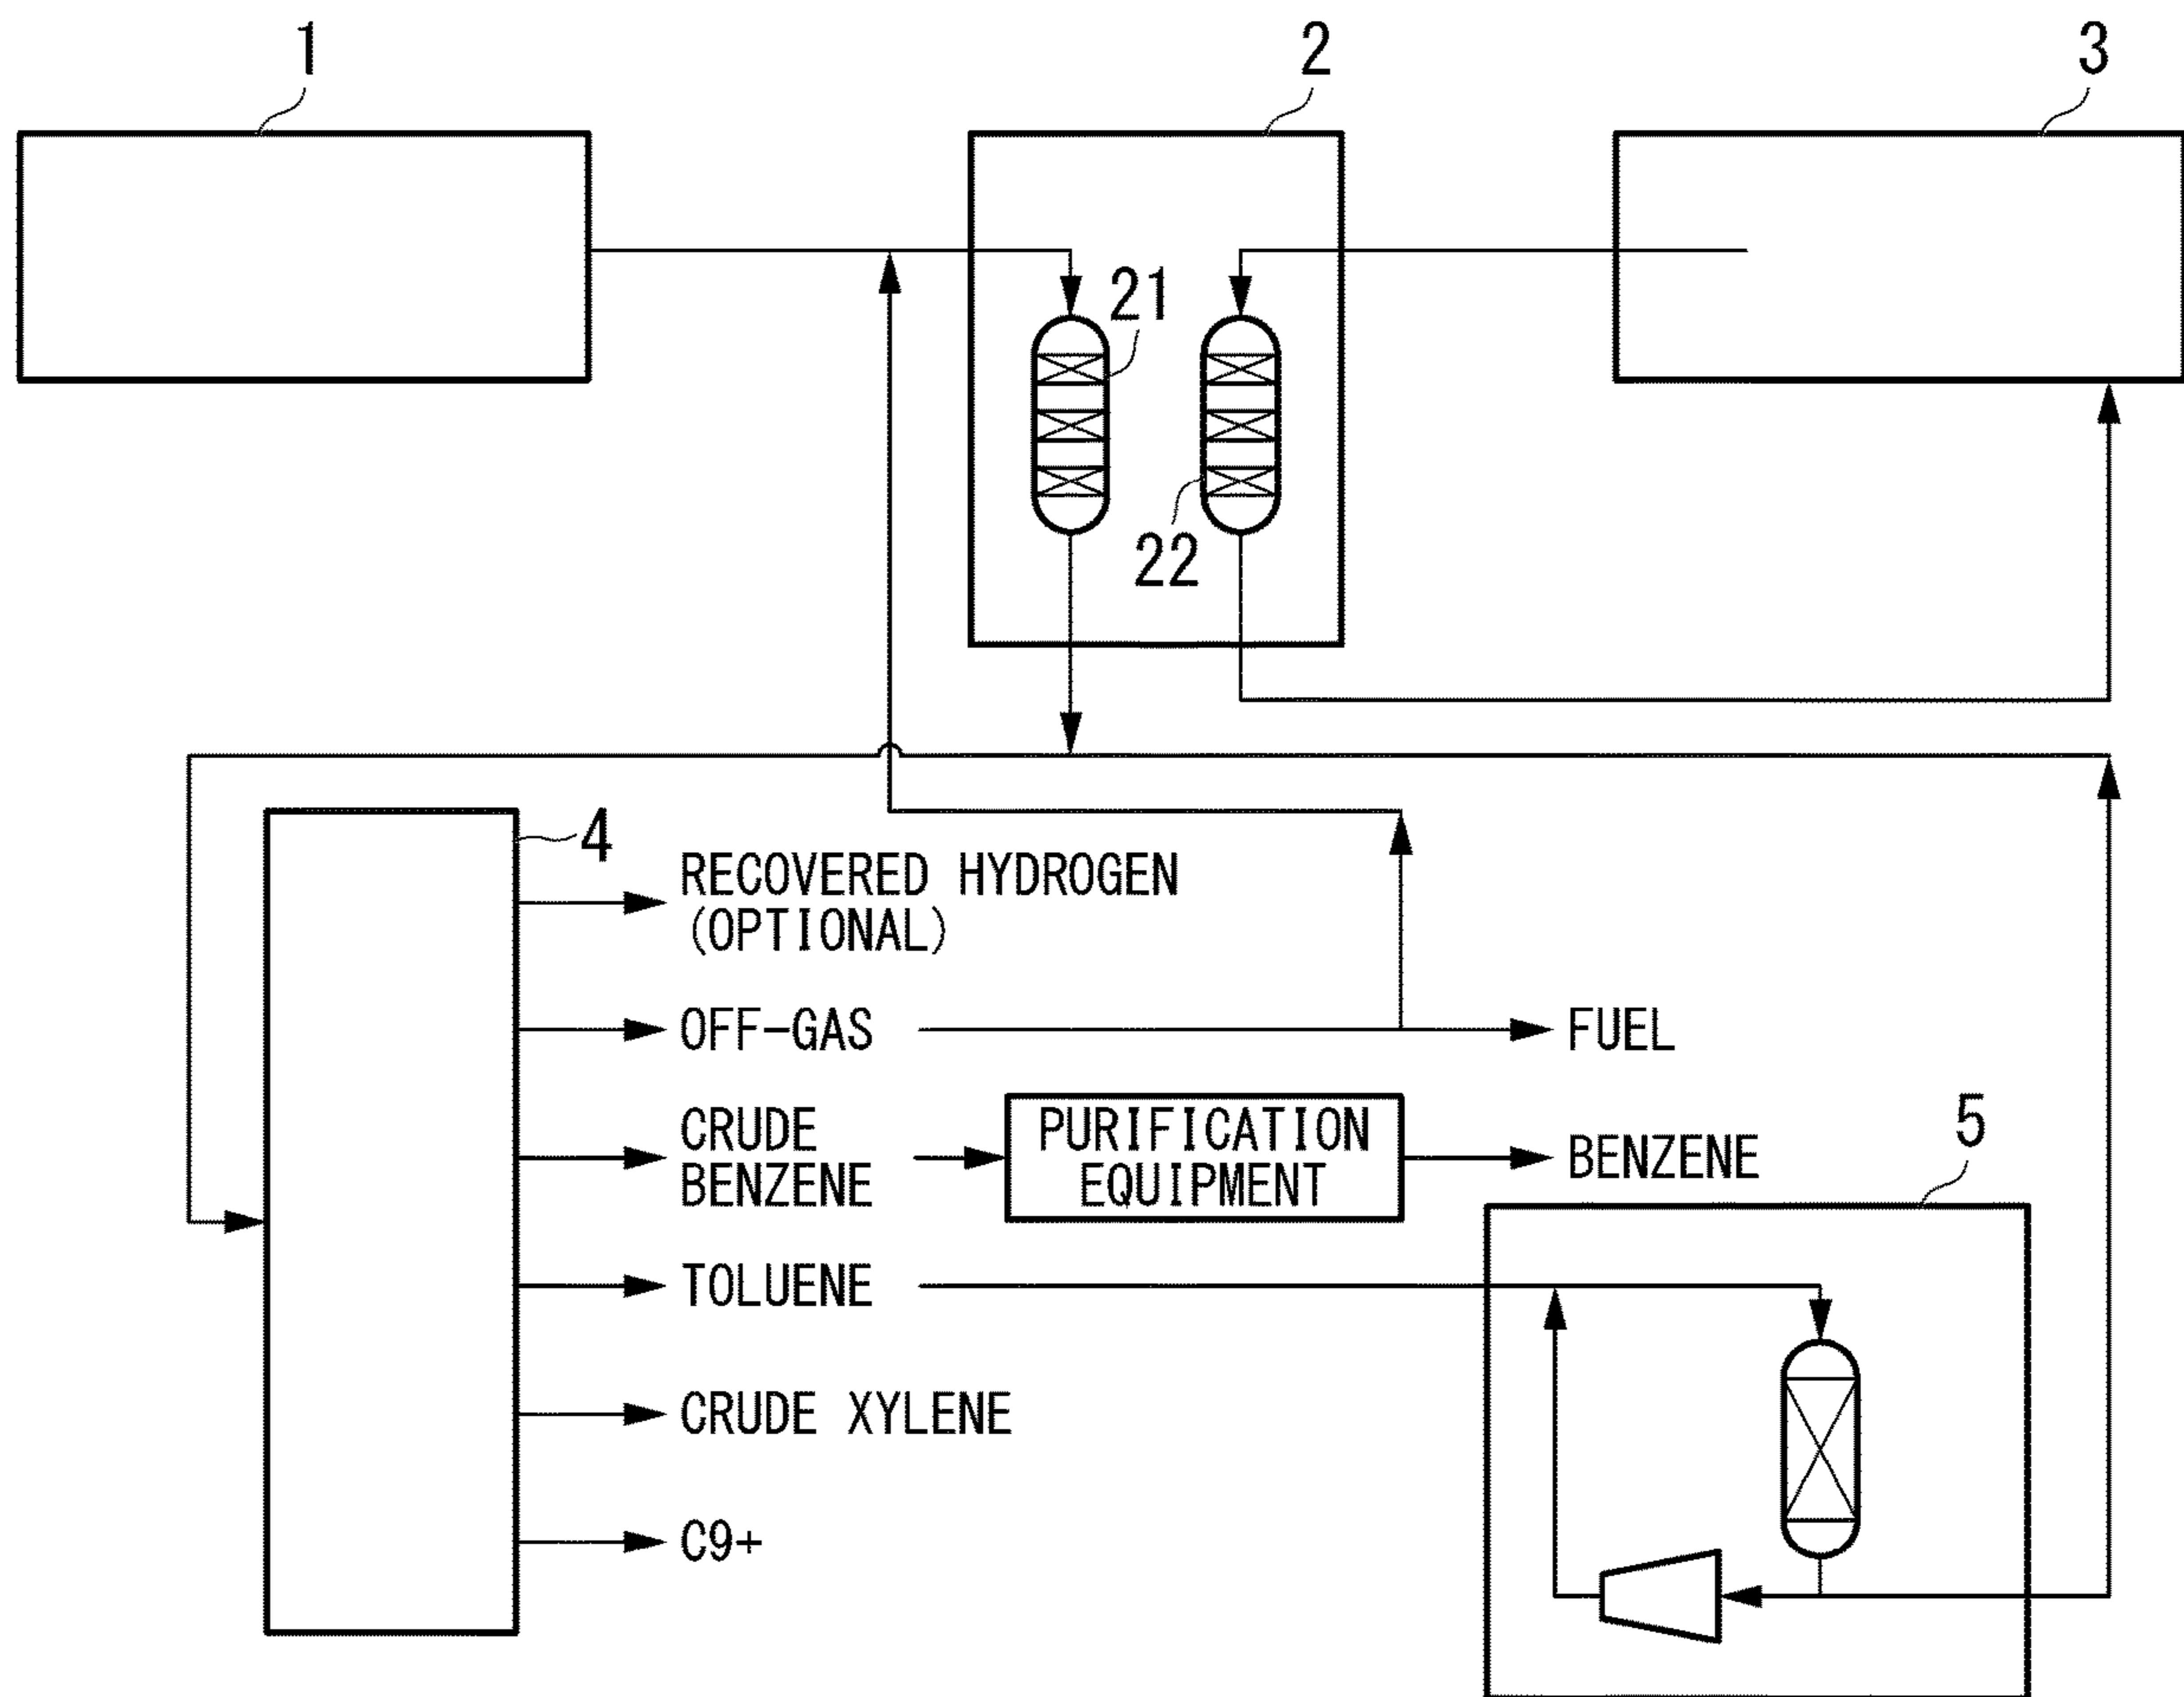 1
2
3
21
22
4
RECOVERED HYDROGEN
(OPTIONAL)
OFF-GAS
FUEL
CRUDE
BENZENE
PURIFICATION
EQUIPMENT
BENZENE
5
TOLUENE
CRUDE XYLENE
C9+